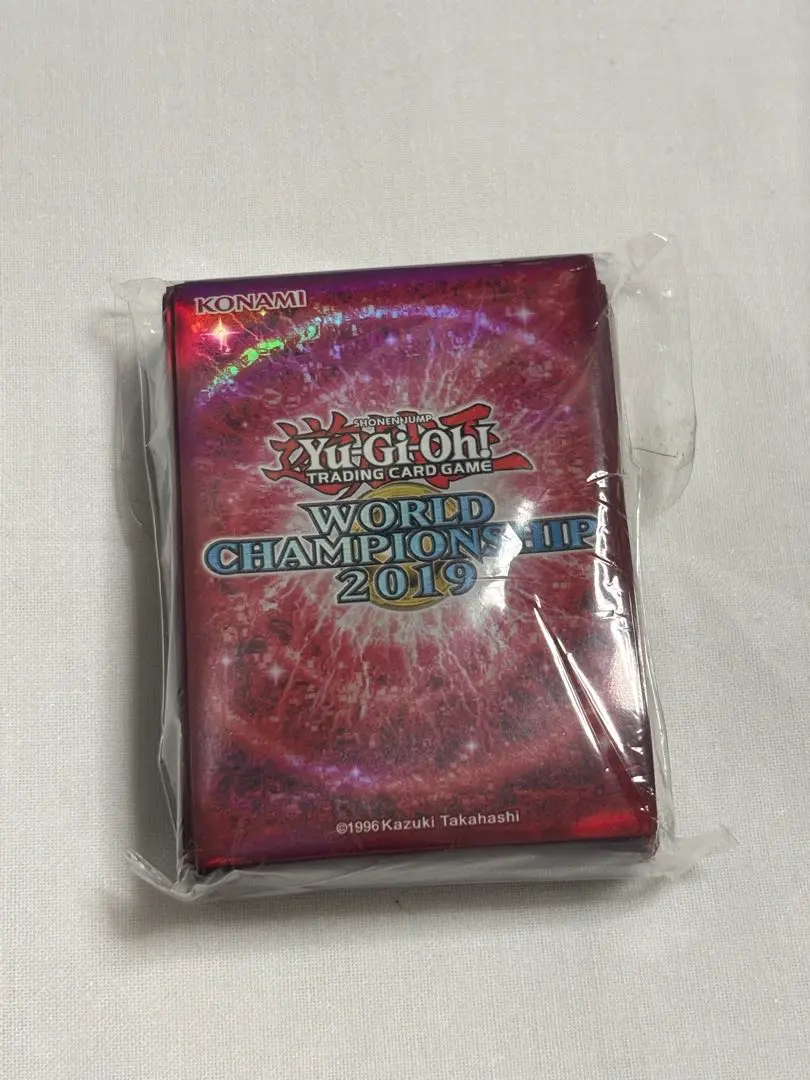 KONAMI
SHONEN JUMP
Yu-Gi-Oh!
TRADING CARD GAME
WORLD
CHAMPIONSHIP
2019
©1996 Kazuki Takahashi